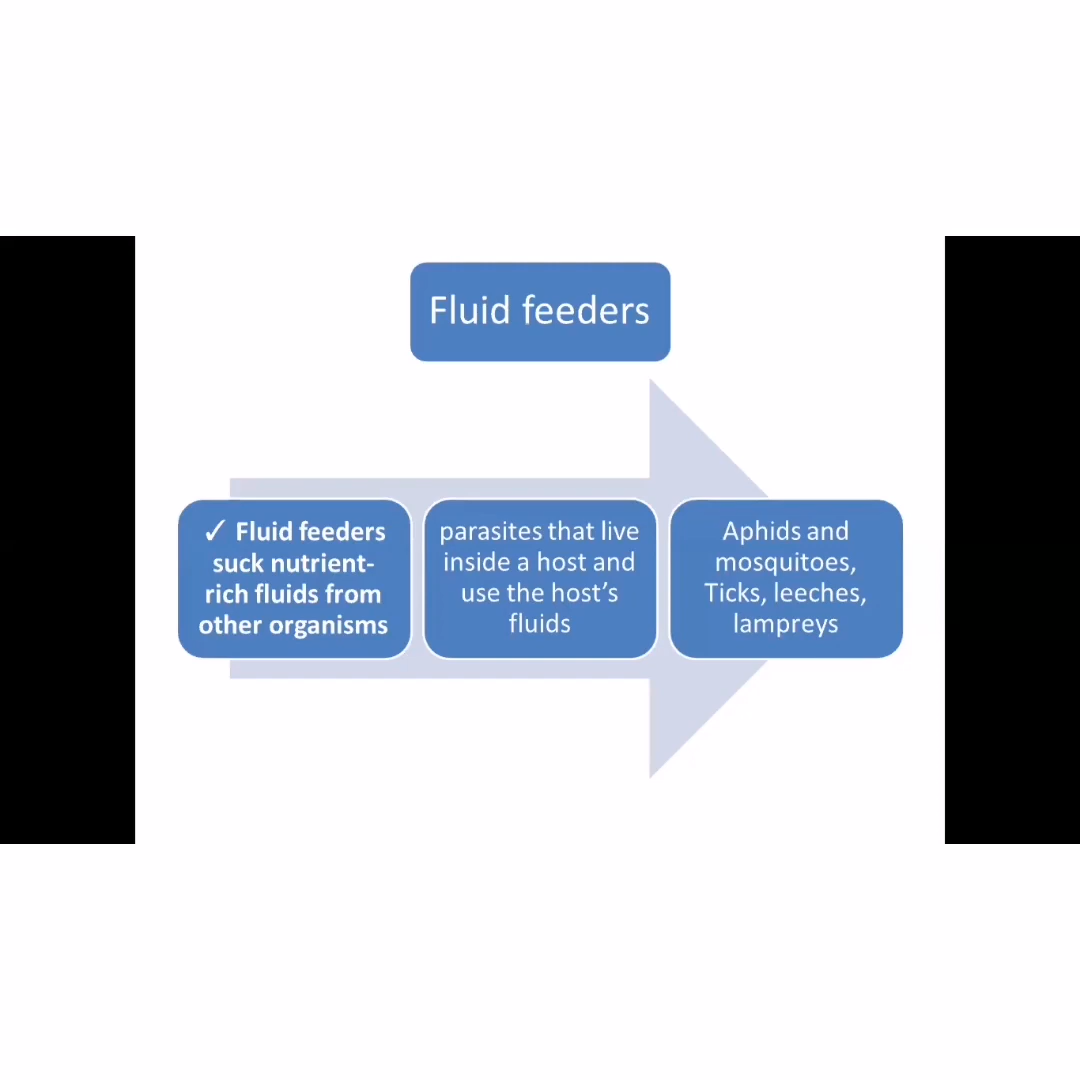 Fluid feeders
✓ Fluid feeders
suck nutrient-
rich fluids from
other organisms
parasites that live
inside a host and
use the host's
fluids
Aphids and
mosquitoes,
Ticks, leeches,
lampreys